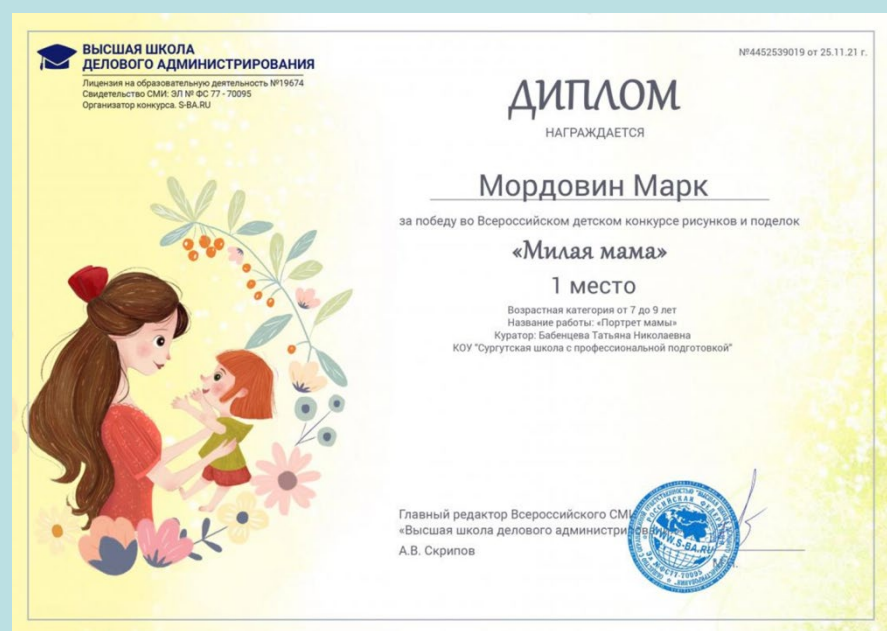 ВЫСШАЯ ШКОЛА
ДЕЛОВОГО АДМИНИСТРИРОВАНИЯ
Лицензия на образовательную деятельность №19674
Свидетельство СМИ: ЭЛ № ФС 77 - 70095
Организатор конкурса. S-BA.RU
№4452539019 от 25.11.21 г.
ДИПЛОМ
НАГРАЖДАЕТСЯ
Мордовин Марк
за победу во Всероссийском детском конкурсе рисунков и поделок
«Милая мама»
1 место
Возрастная категория от 7 до 9 лет
Название работы: «Портрет мамы»
Куратор: Бабенцева Татьяна Николаевна
КОУ "Сургутская школа с профессиональной подготовкой"
Главный редактор Всероссийского СМИ
«Высшая школа делового
А.В. Скрипов
РОССИЙСКАЯ ФЕДЕРАЦИЯ
WWW.S-BA.RU